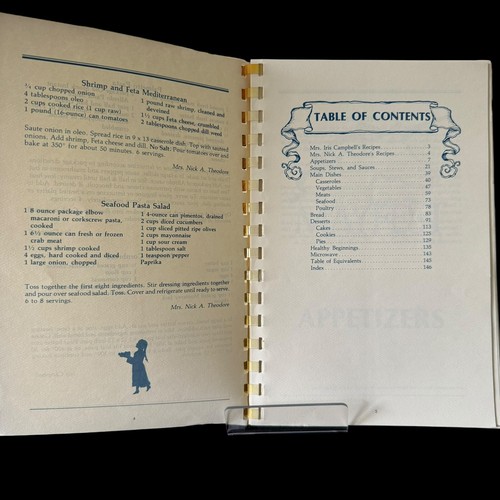 Shrimp and Feta Mediterranean
¾ cup chopped onion
4 tablespoons oleo
2 cups cooked rice (1 cup raw)
1 pound (16-ounce) can tomatoes
1 pound raw shrimp, cleaned and
deveined
1½ cups Feta cheese, crumbled
2 tablespoons chopped dill weed
Saute onion in oleo. Spread rice in 9 x 13 casserole dish. Top with sauteed
onions. Add shrimp, Feta cheese and dill. No Salt. Pour tomatoes over and
bake at 350° for about 50 minutes. 6 servings.
Mrs. Nick A. Theodore
Seafood Pasta Salad
1 8 ounce package elbow
macaroni or corkscrew pasta,
cooked
1 6½ ounce can fresh or frozen
crab meat
1½ cups shrimp cooked
4 eggs, hard cooked and diced
1 large onion, chopped
1 4-ounce can pimentos, drained
2 cups diced cucumbers
1 cup sliced pitted ripe olives
2 cups mayonnaise
1 cup sour cream
1 tablespoon salt
1 teaspoon pepper
Paprika
Toss together the first eight ingredients. Stir dressing ingredients together
and pour over seafood salad. Toss. Cover and refrigerate until ready to serve.
6 to 8 servings.
Mrs. Nick A. Theodore
TABLE OF CONTENTS
Mrs. Iris Campbell's Recipes 3
Mrs. Nick A. Theodore's Recipes 4
Appetizers 7
Soups, Stews, and Sauces 21
Main Dishes 39
Casseroles 40
Vegetables 47
Meats 59
Seafood 73
Poultry 78
Bread 85
Desserts 91
Cakes 113
Cookies 125
Pies 129
Healthy Beginnings 135
Microwave 143
Table of Equivalents 145
Index 146
APPETIZERS